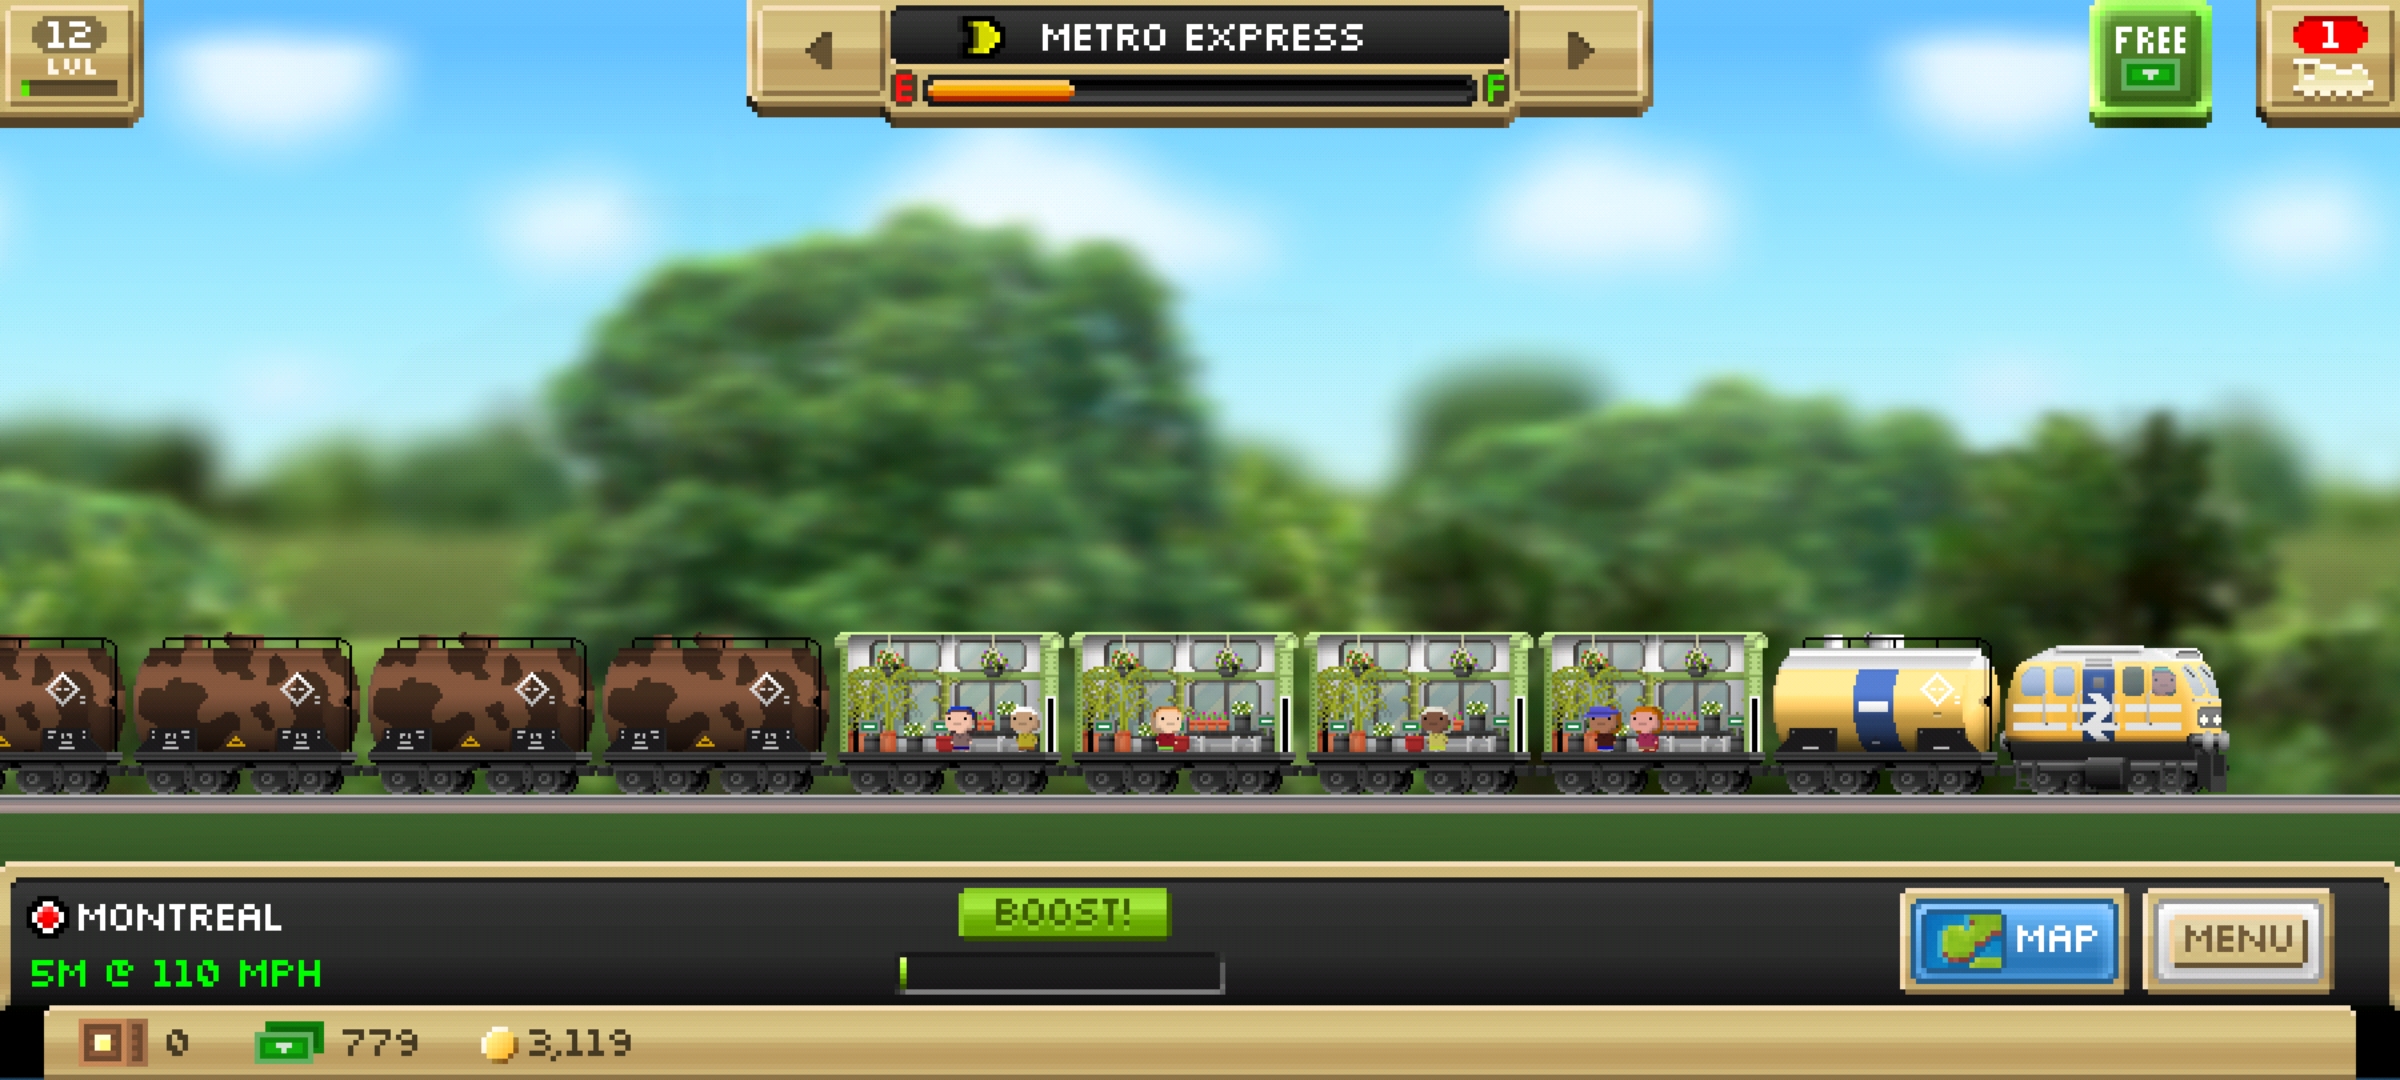 12
LVL
METRO EXPRESS
E F
FREE
1
MONTREAL
5M @ 110 MPH
BOOST!
MAP
MENU
0
779
3,119